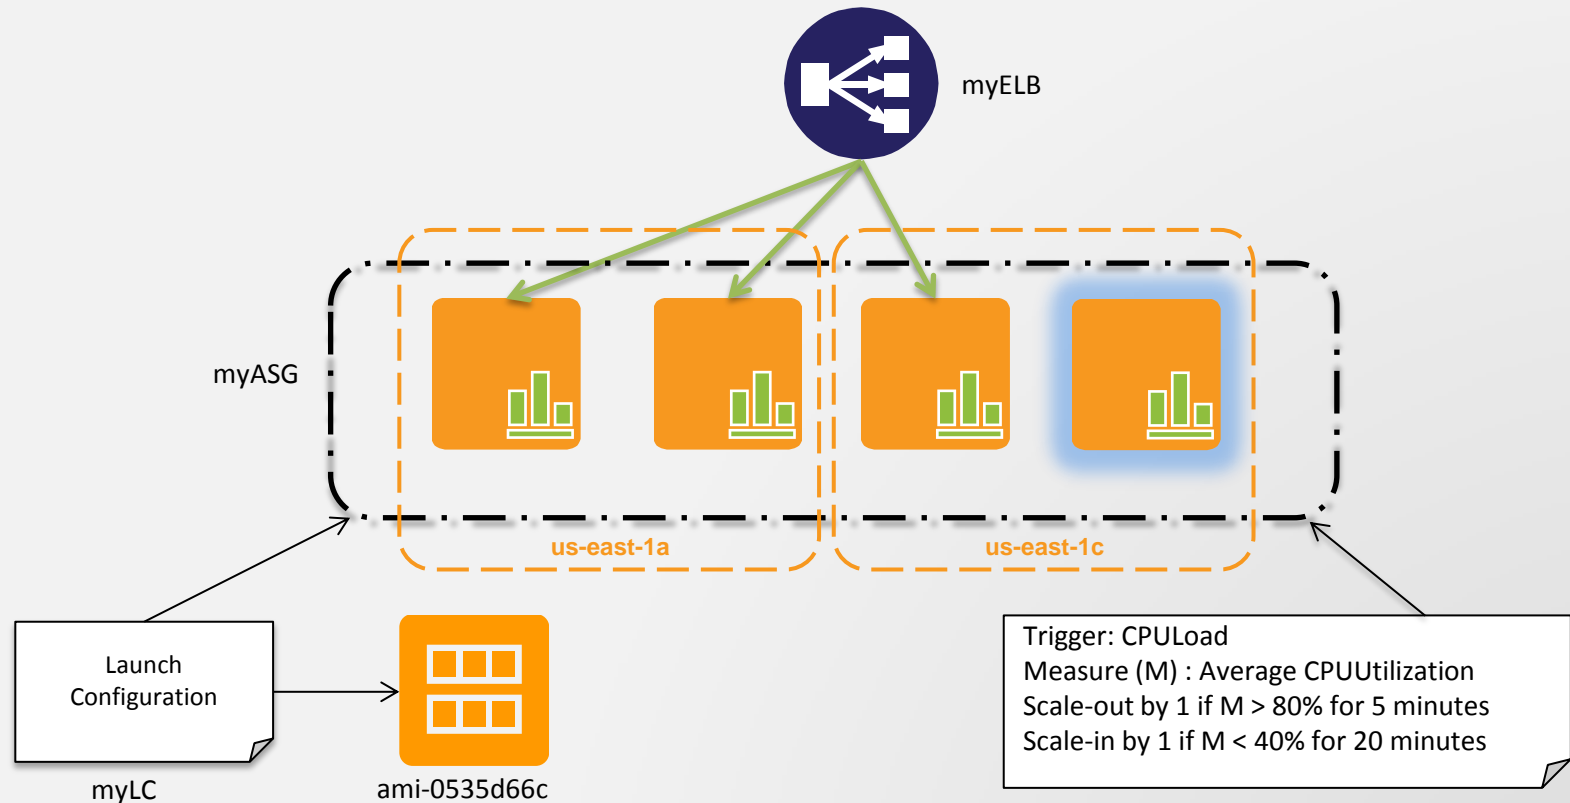 myELB
myASG
us-east-1a
us-east-1c
Launch
Configuration
myLC
ami-0535d66c
Trigger: CPULoad
Measure (M) : Average CPUUtilization
Scale-out by 1 if M > 80% for 5 minutes
Scale-in by 1 if M < 40% for 20 minutes